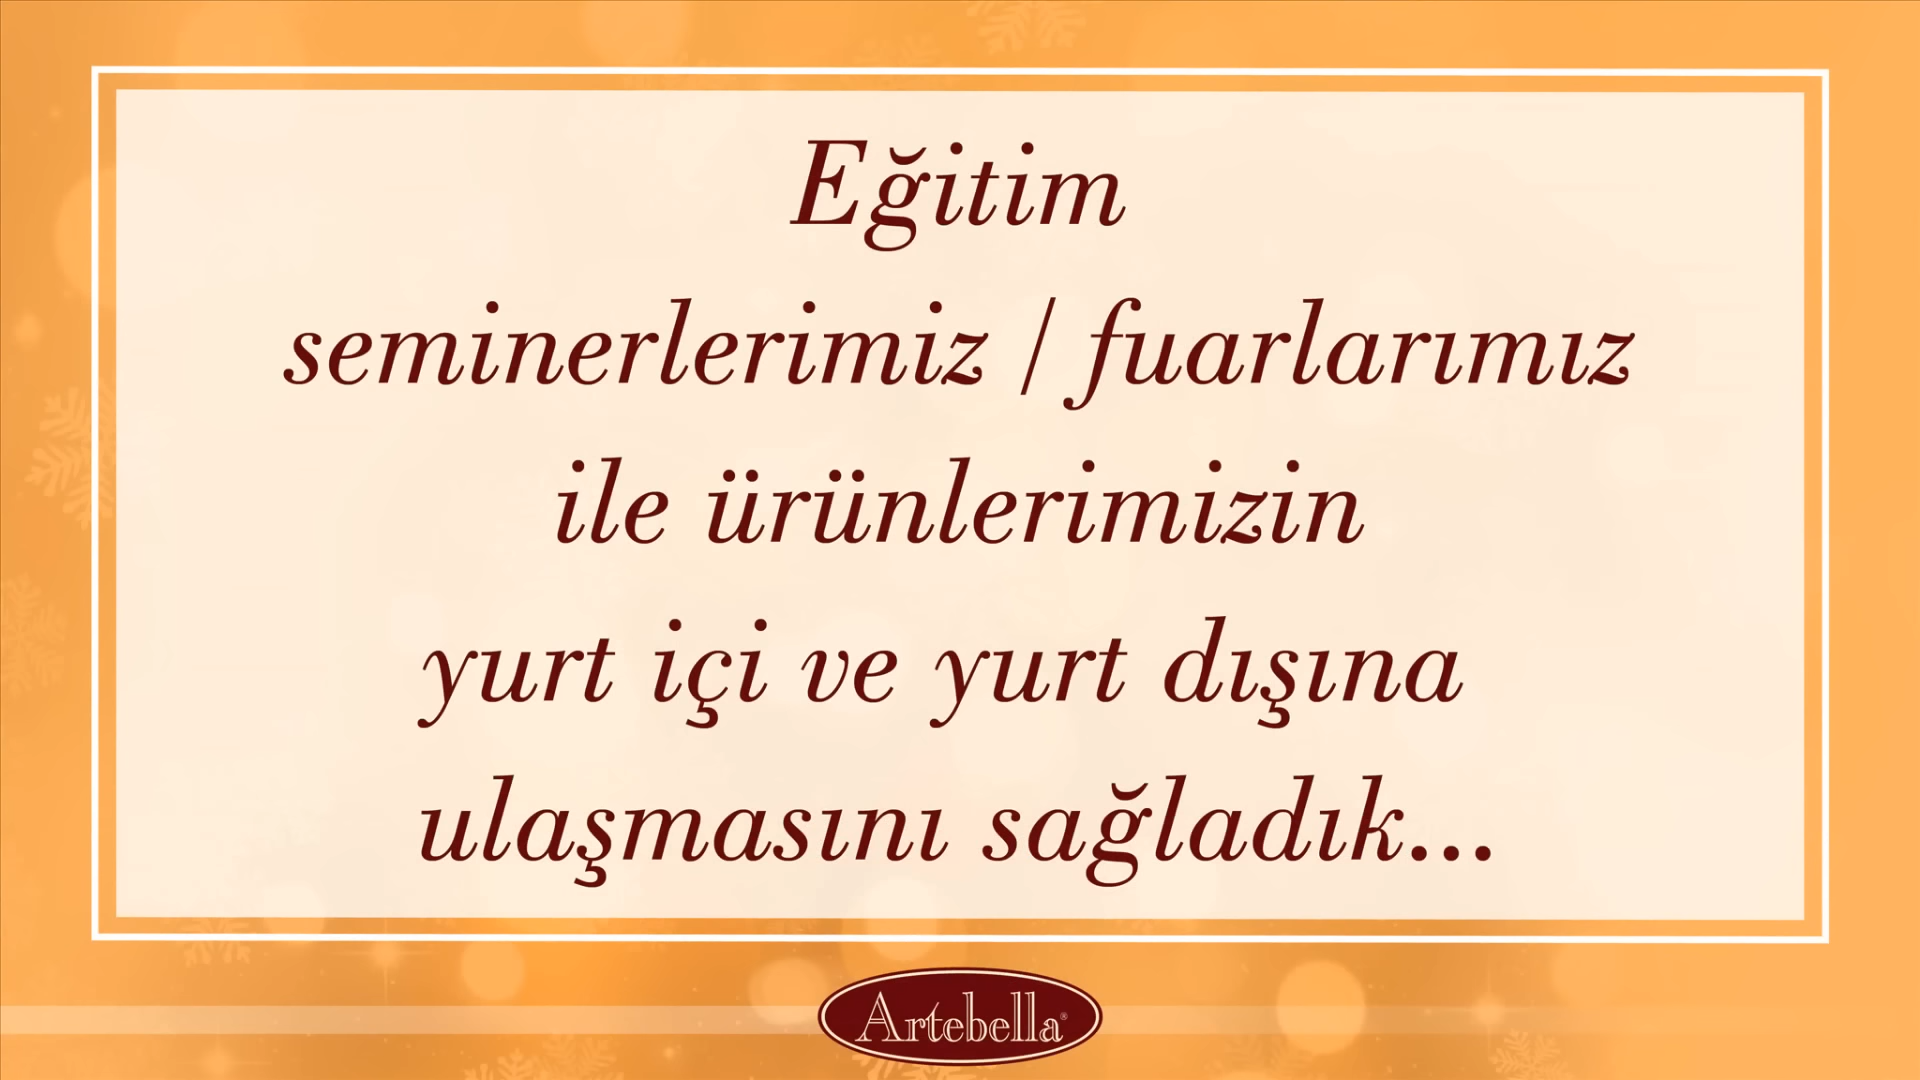 Eğitim
seminerlerimiz / fuarlarımız
ile ürünlerimizin
yurt içi ve yurt dışına
ulaşmasını sağladık...
Artebella®